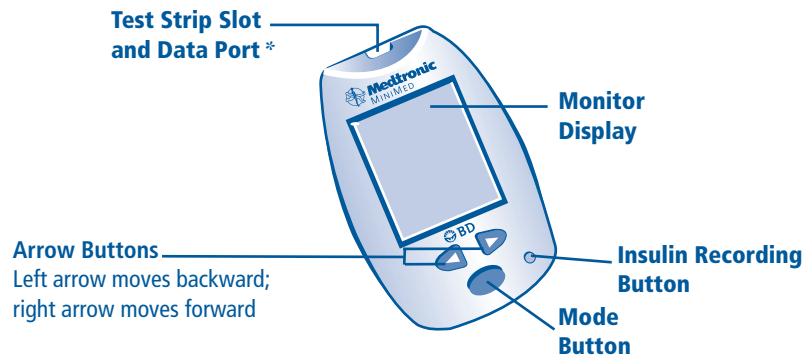 Test Strip Slot
and Data Port *
Medtronic
MINIMED
Monitor
Display
BD
Arrow Buttons
Left arrow moves backward;
right arrow moves forward
Insulin Recording
Button
Mode
Button